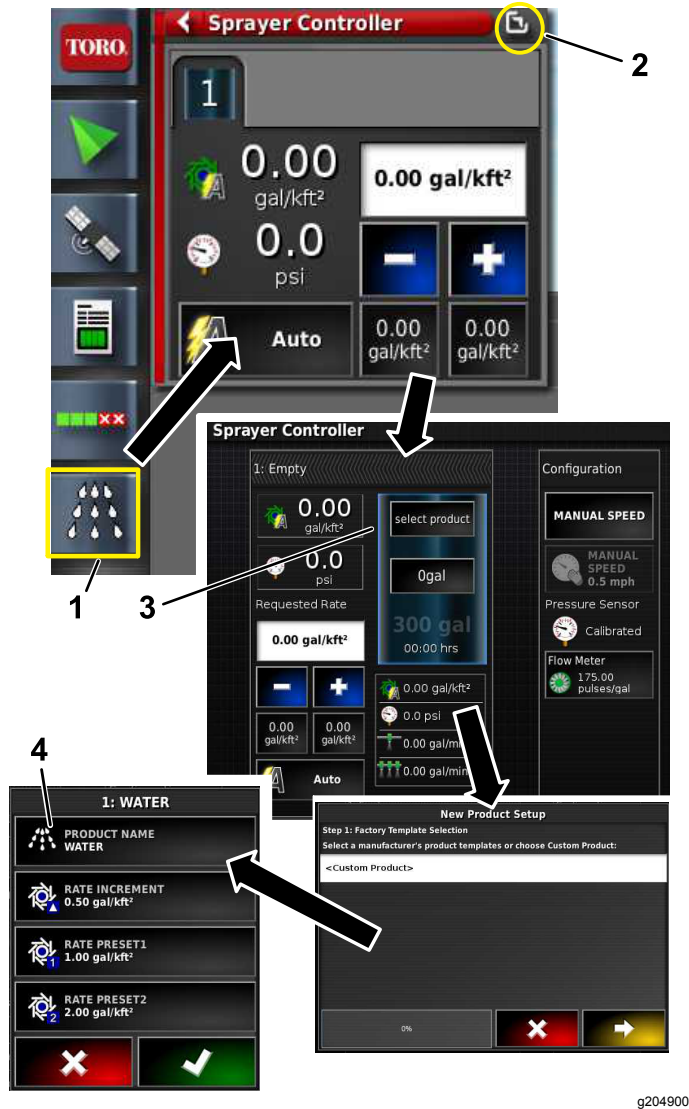 TORO.
Sprayer Controller
2
1
0.00
gal/kft²
0.00 gal/kft²
0.0
psi
Auto
0.00
gal/kft²
0.00
gal/kft²
1
Sprayer Controller
1: Empty
0.00
gal/kft²
0.0
psi
Requested Rate
0.00 gal/kft²
0.00
gal/kft²
0.00
gal/kft²
Auto
select product
0gal
300 gal
00:00 hrs
0.00 gal/kft²
0.0 psi
0.00 gal/m
0.00 gal/min
Configuration
MANUAL SPEED
MANUAL
SPEED
0.5 mph
Pressure Sensor
Calibrated
Flow Meter
175.00
pulses/gal
3
4
1: WATER
PRODUCT NAME
WATER
RATE INCREMENT
0.50 gal/kft²
RATE PRESET1
1.00 gal/kft²
1
RATE PRESET2
2.00 gal/kft²
2
New Product Setup
Step 1: Factory Template Selection
Select a manufacturer's product templates or choose Custom Product:
<Custom Product>
0%
g204900